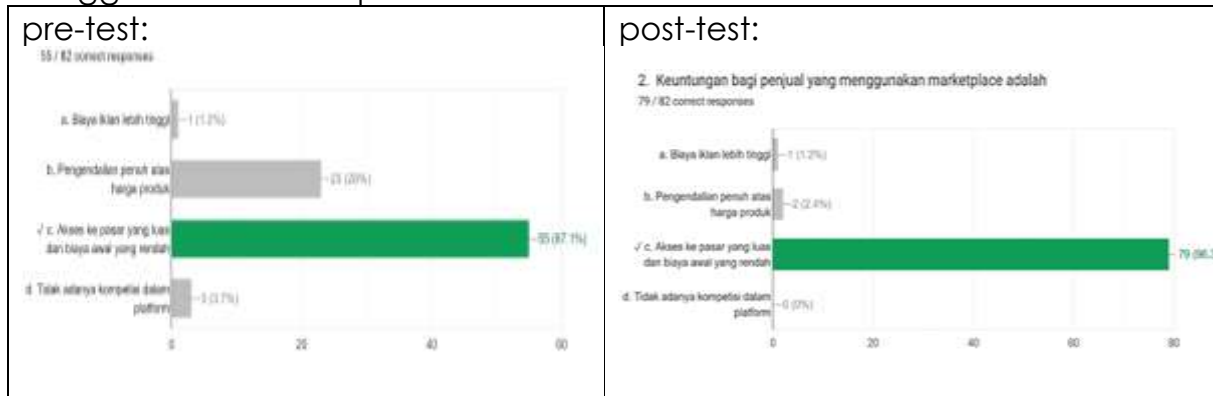 pre-test:
55 / 82 correct responses
a. Biaya iklan lebih tinggi
1 (1.2%)
b. Pengendalian penuh atas
harga produk
23 (28%)
√ c. Akses ke pasar yang luas
dan biaya awal yang rendah
55 (67.1%)
d. Tidak adanya kompetisi dalam
platform
3 (3.7%)
0 20 40 60
post-test:
2. Keuntungan bagi penjual yang menggunakan marketplace adalah
79 / 82 correct responses
a. Biaya iklan lebih tinggi
1 (1.2%)
b. Pengendalian penuh atas
harga produk
2 (2.4%)
√ c. Akses ke pasar yang luas
dan biaya awal yang rendah
79 (96.3
d. Tidak adanya kompetisi dalam
platform
0 (0%)
0 20 40 60 80